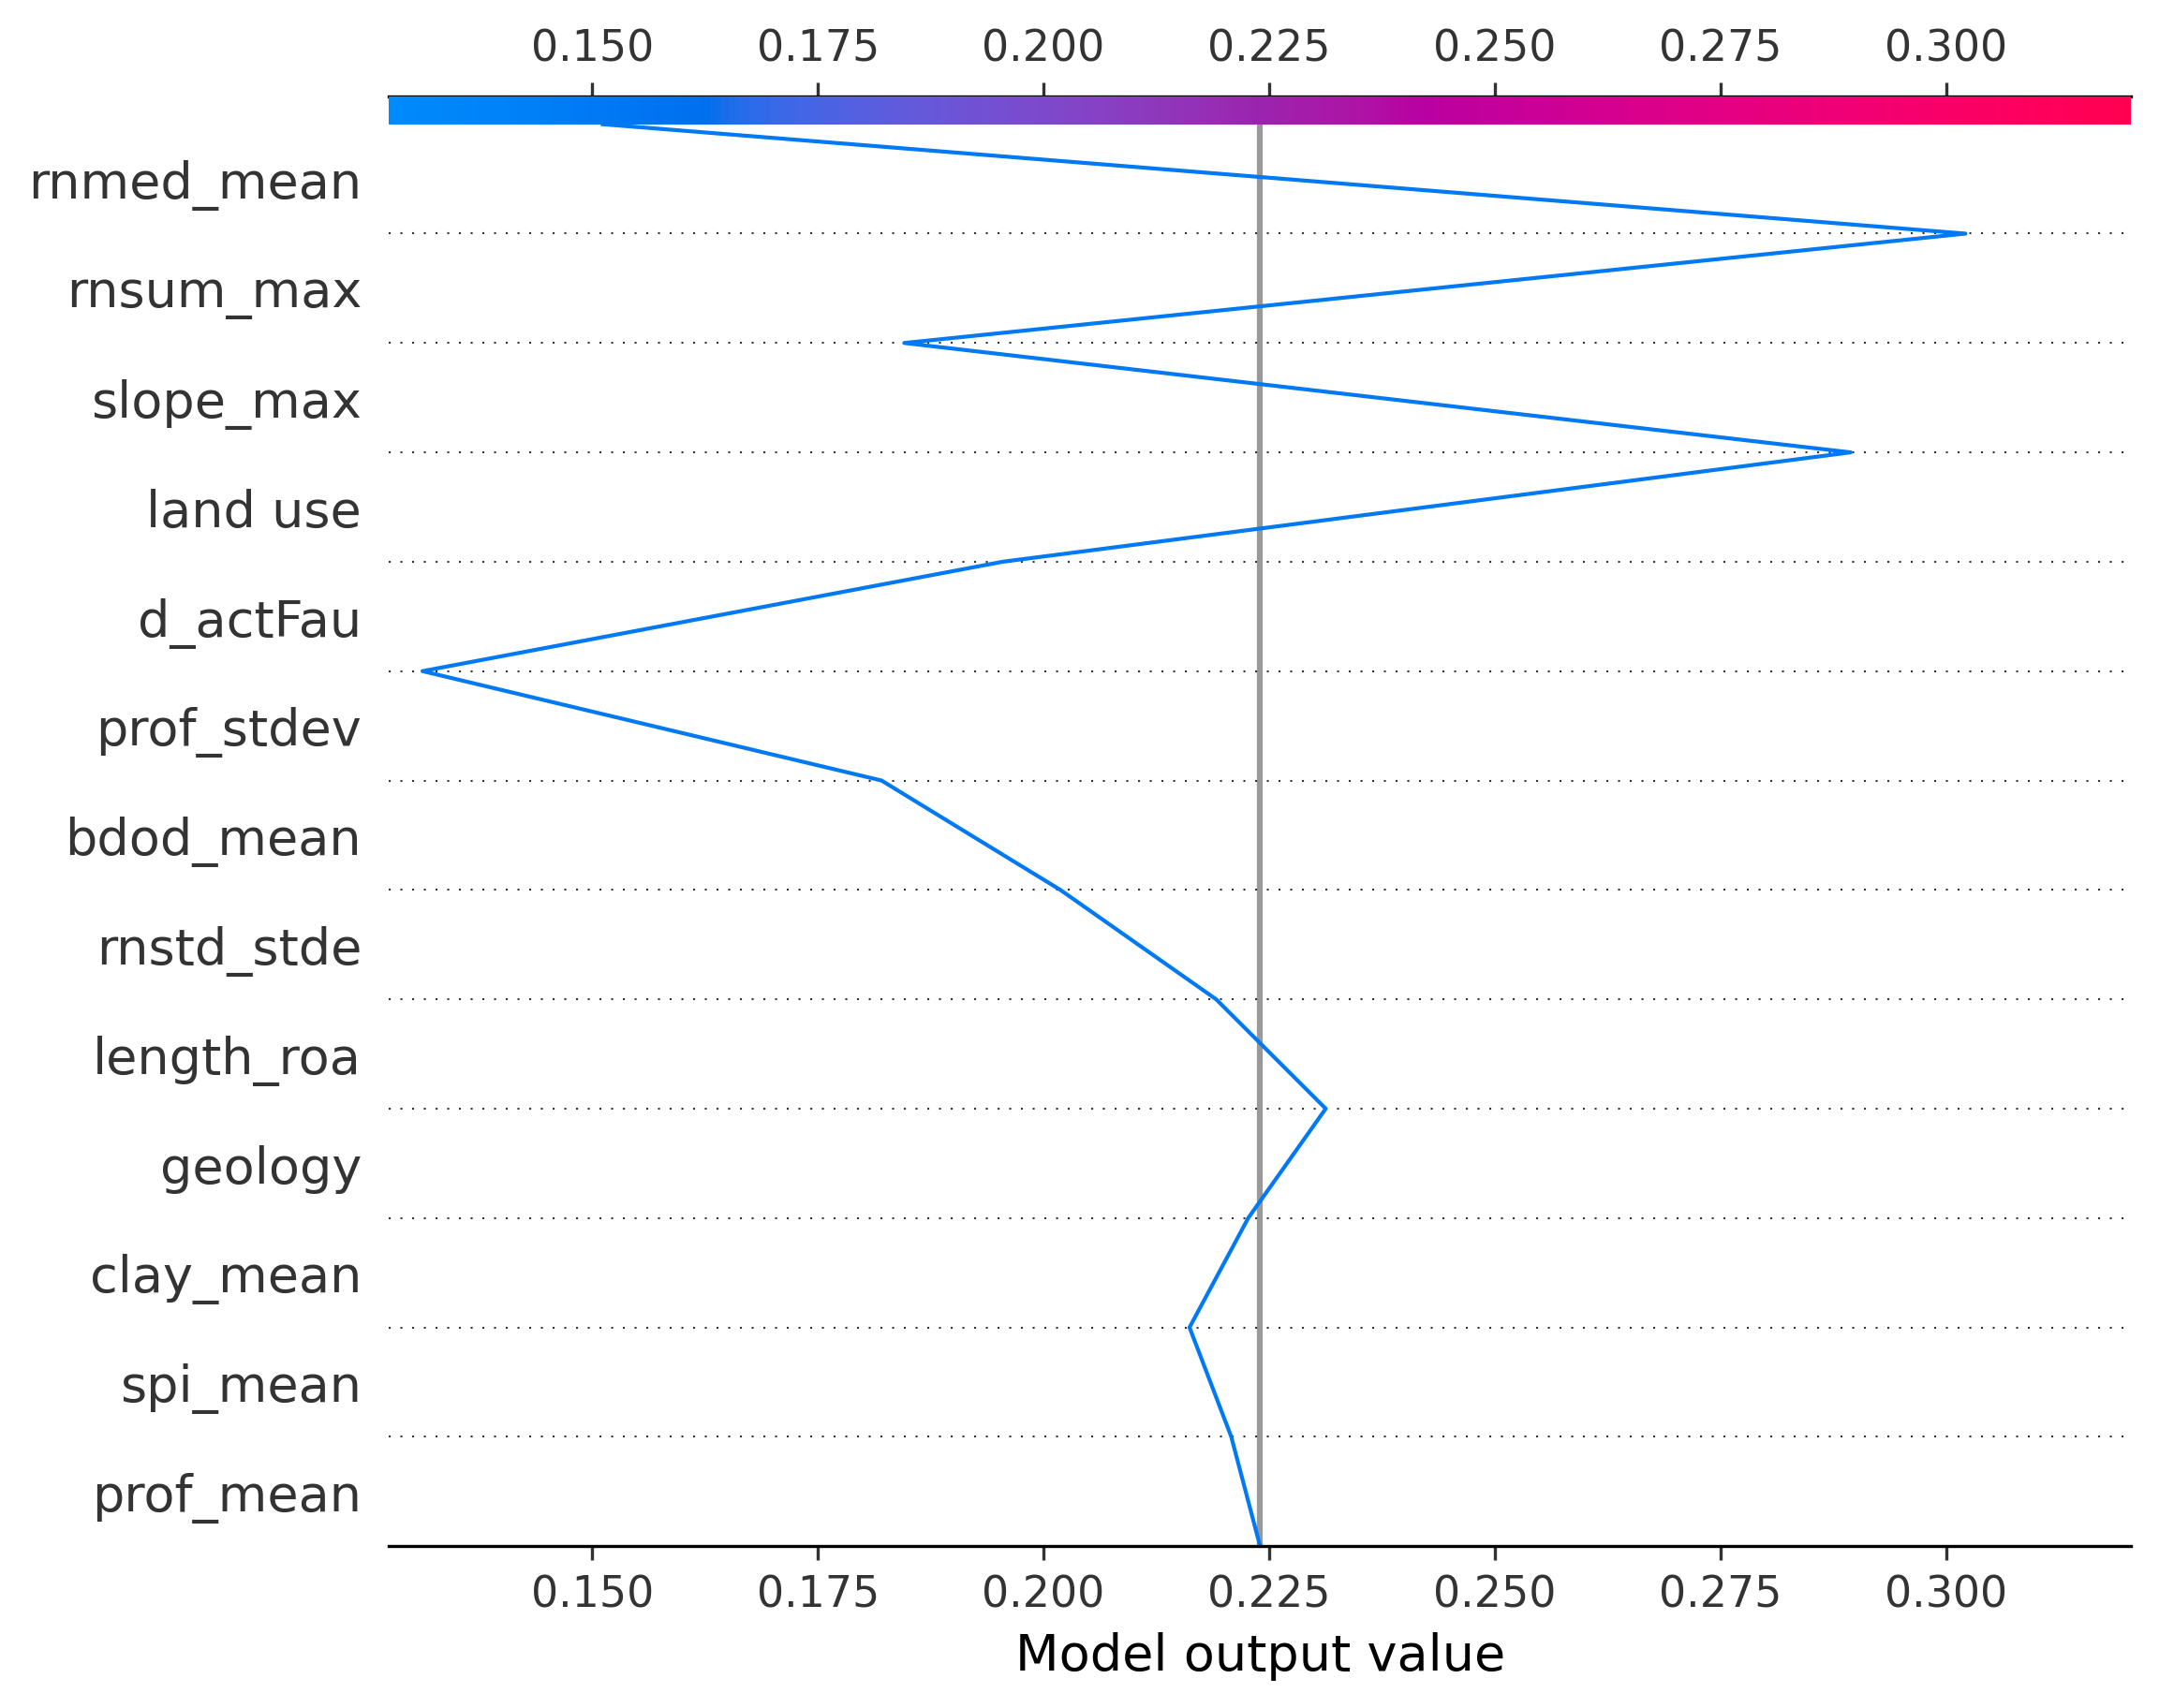 0.150 0.175 0.200 0.225 0.250 0.275 0.300
rnmed_mean
rnsum_max
slope_max
land use
d_actFau
prof_stdev
bdod_mean
rnstd_stde
length_roa
geology
clay_mean
spi_mean
prof_mean
0.150 0.175 0.200 0.225 0.250 0.275 0.300
Model output value